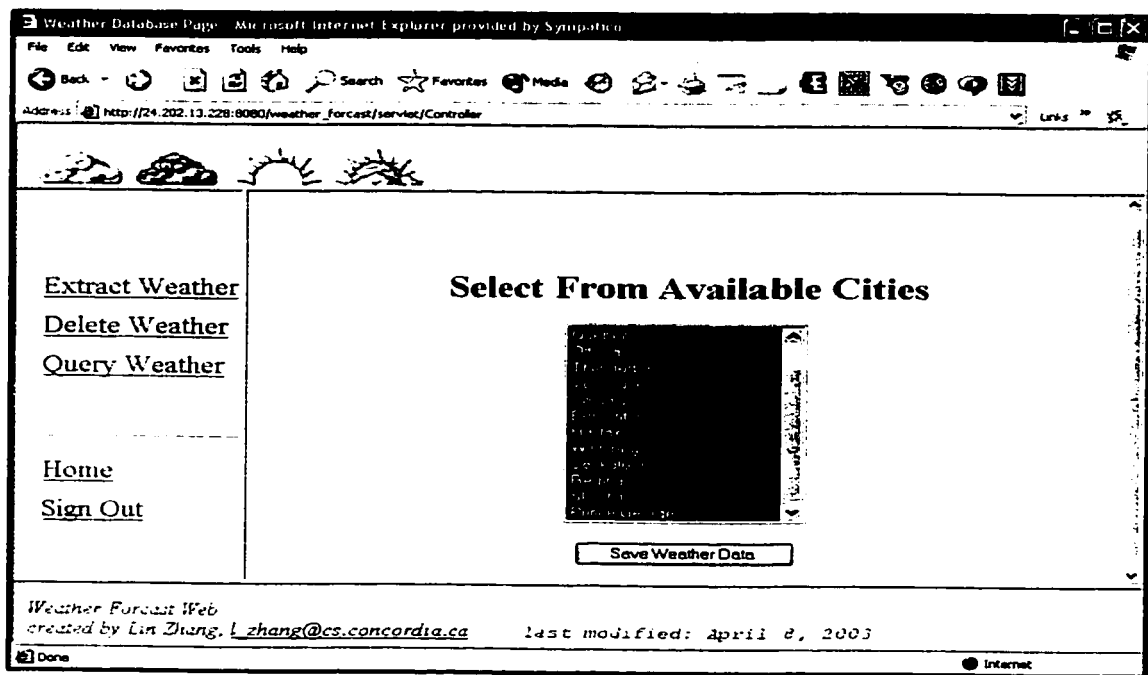 Weather Database Page - Microsoft Internet Explorer provided by Sympatico
File Edit View Favorites Tools Help
Back Search Favorites Media
Address http://24.202.13.228:8080/weather_forcast/servlet/Controller Links »
Extract Weather
Delete Weather
Query Weather
Home
Sign Out
Select From Available Cities
Save Weather Data
Weather Forcast Web
created by Lin Zhang, l_zhang@cs.concordia.ca last modified: April 8, 2003
Done Internet